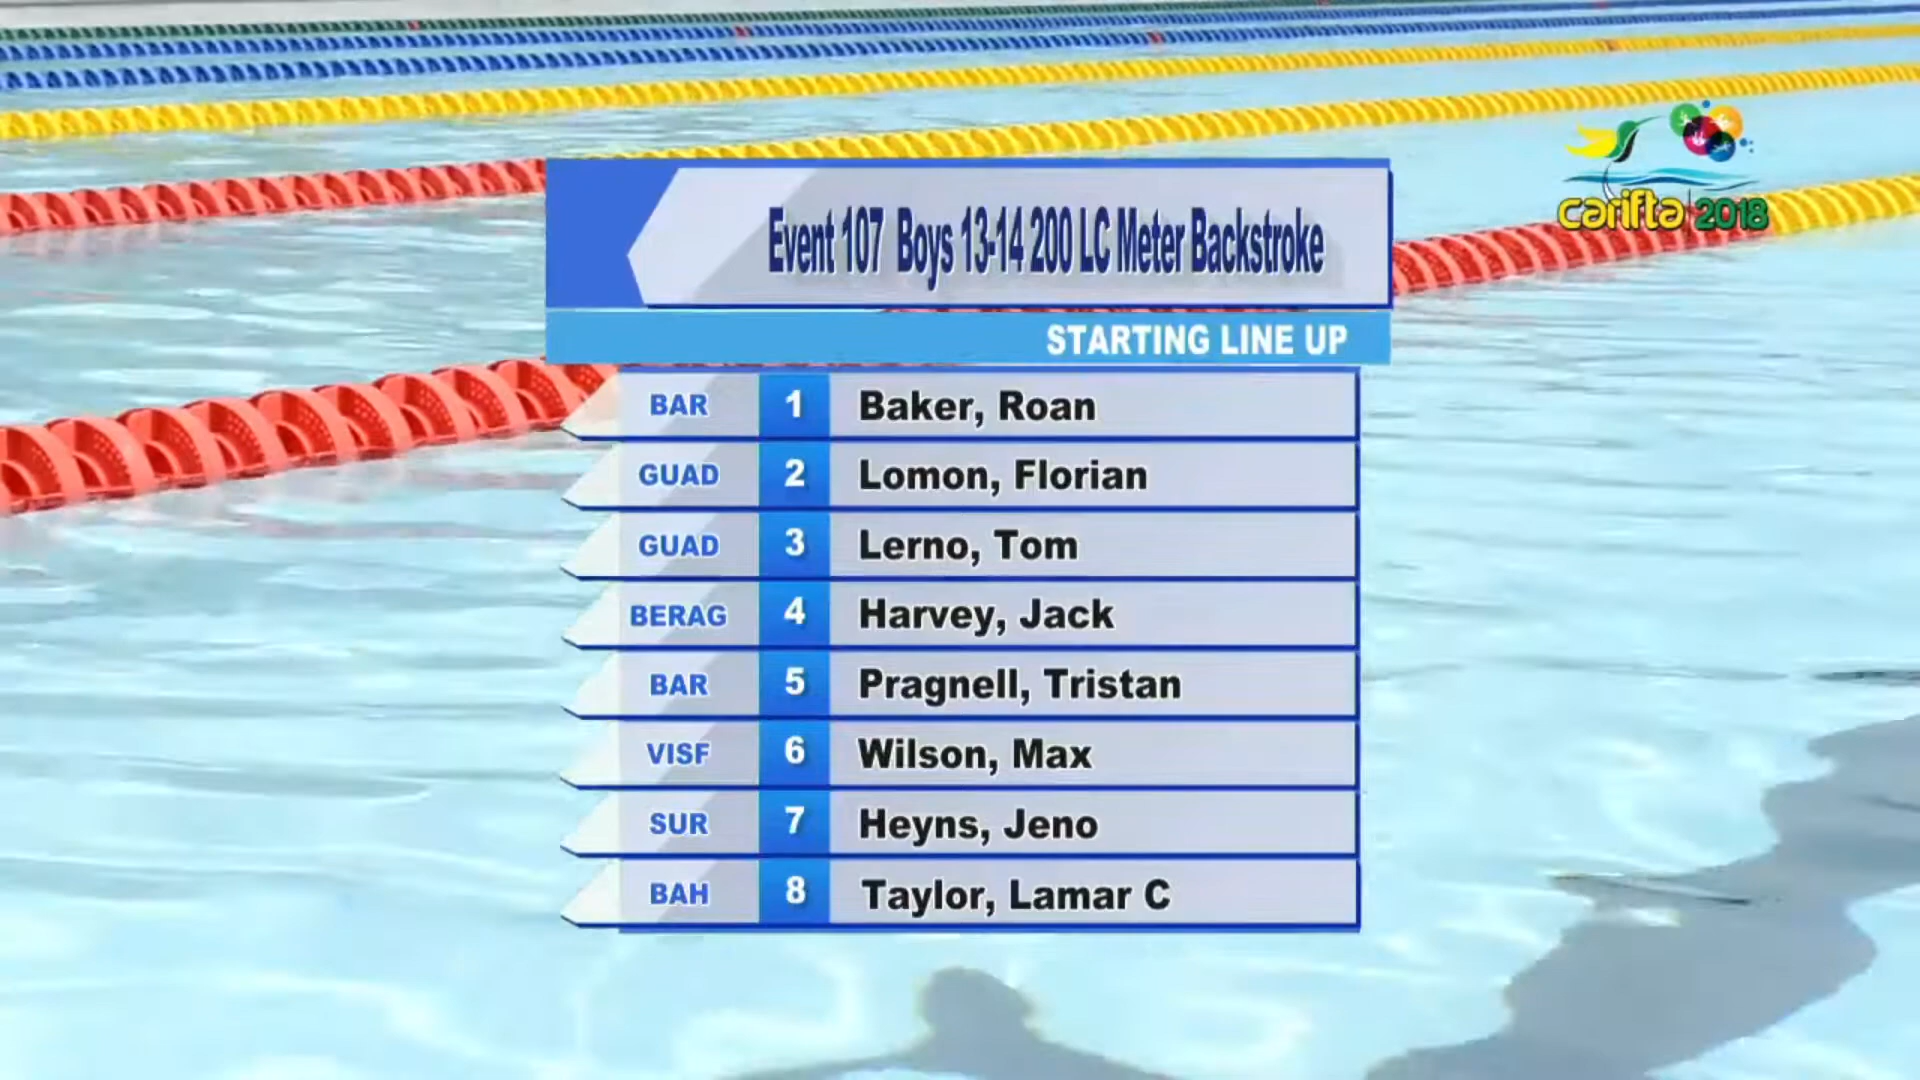 carifta 2018
Event 107 Boys 13-14 200 LC Meter Backstroke
STARTING LINE UP
BAR 1 Baker, Roan
GUAD 2 Lomon, Florian
GUAD 3 Lerno, Tom
BERAG 4 Harvey, Jack
BAR 5 Pragnell, Tristan
VISF 6 Wilson, Max
SUR 7 Heyns, Jeno
BAH 8 Taylor, Lamar C